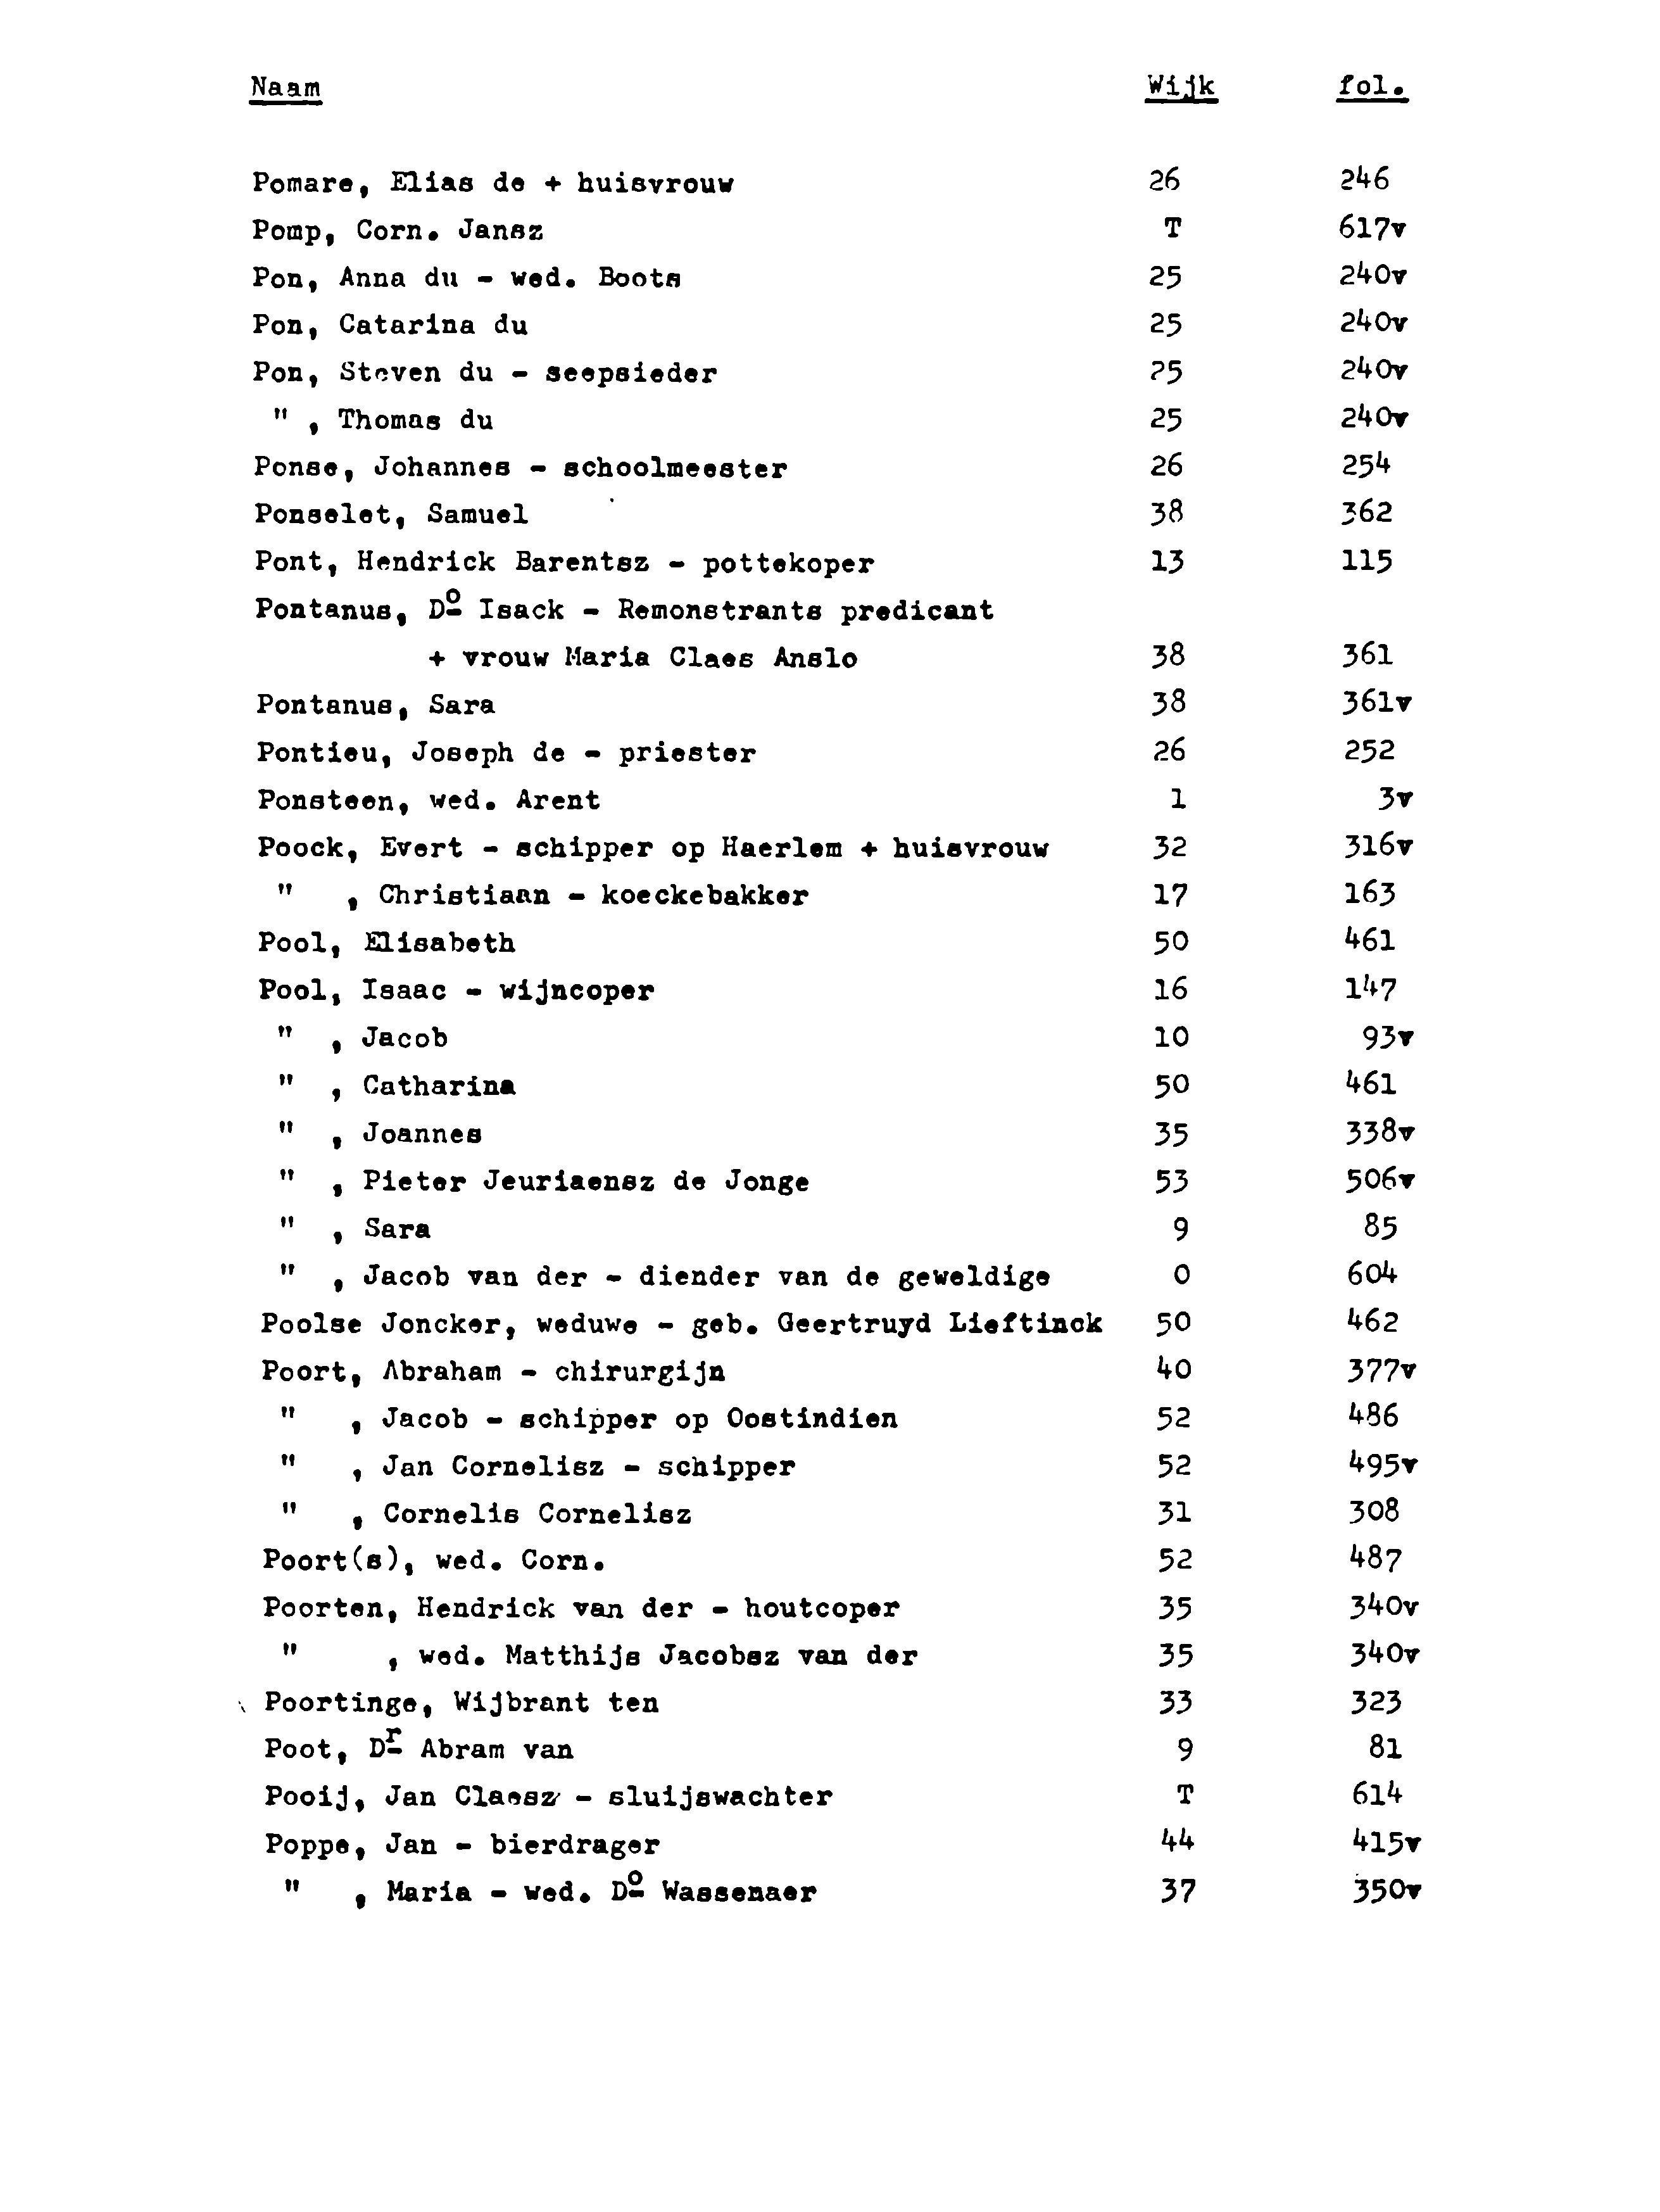 Naam Wijk fol.
Pomare, Elias de + huisvrouw 26 246
Pomp, Corn. Jansz T 617v
Pon, Anna du - wed. Boots 25 240v
Pon, Catarina du 25 240v
Pon, Steven du - seepsieder 25 240v
" , Thomas du 25 240v
Ponse, Johannes - schoolmeester 26 254
Ponselet, Samuel 38 362
Pont, Hendrick Barentsz - pottekoper 13 115
Pontanus, Dº Isack - Remonstrants predicant
+ vrouw Maria Claes Anslo 38 361
Pontanus, Sara 38 361v
Pontieu, Joseph de - priester 26 252
Ponsteen, wed. Arent 1 3v
Poock, Evert - schipper op Haerlem + huisvrouw 32 316v
" , Christiaan - koeckebakker 17 163
Pool, Elisabeth 50 461
Pool, Isaac - wijncoper 16 147
" , Jacob 10 93v
" , Catharina 50 461
" , Joannes 35 338v
" , Pieter Jeuriaensz de Jonge 53 506v
" , Sara 9 85
" , Jacob van der - diender van de geweldige 0 604
Poolse Joncker, weduwe - geb. Geertruyd Lieftinck 50 462
Poort, Abraham - chirurgijn 40 377v
" , Jacob - schipper op Oostindien 52 486
" , Jan Cornelisz - schipper 52 495v
" , Cornelis Cornelisz 31 308
Poort(s), wed. Corn. 52 487
Poorten, Hendrick van der - houtcoper 35 340v
" , wed. Matthijs Jacobsz van der 35 340v
Poortinge, Wijbrant ten 33 323
Poot, Dr Abram van 9 81
Pooij, Jan Claesz - sluijswachter T 614
Poppe, Jan - bierdrager 44 415v
" , Maria - wed. Dº Wassenaer 37 350v